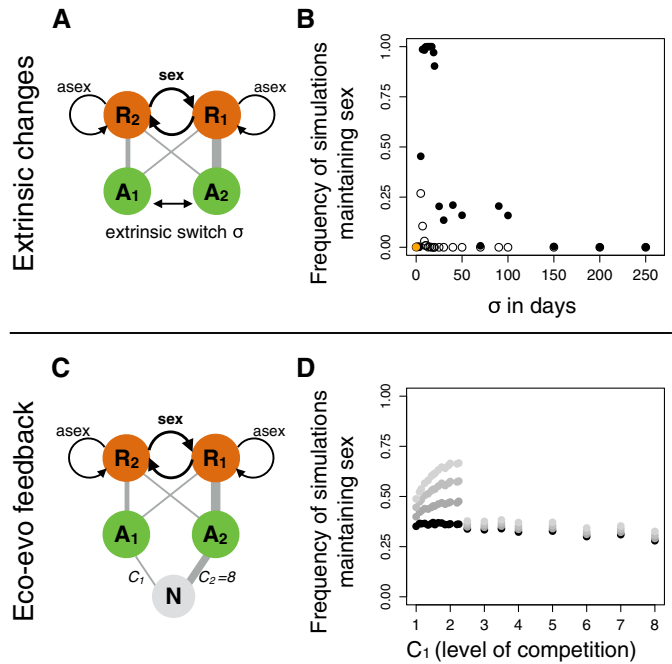 Extrinsic changes
A
asex
sex
asex
R2
R1
A1
A2
extrinsic switch σ
B
Frequency of simulations
maintaining sex
1.00
0.75
0.50
0.25
0.00
0 50 100 150 200 250
σ in days
Eco-evo feedback
C
asex
sex
asex
R2
R1
A1
A2
C1
C2=8
N
D
Frequency of simulations
maintaining sex
1.00
0.75
0.50
0.25
0.00
1 2 3 4 5 6 7 8
C1 (level of competition)